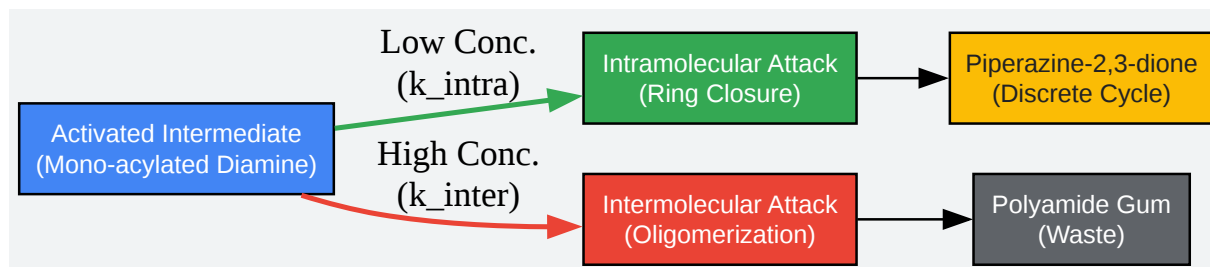 Low Conc.
(k_intra)
Intramolecular Attack
(Ring Closure)
Piperazine-2,3-dione
(Discrete Cycle)
Activated Intermediate
(Mono-acylated Diamine)
High Conc.
(k_inter)
Intermolecular Attack
(Oligomerization)
Polyamide Gum
(Waste)